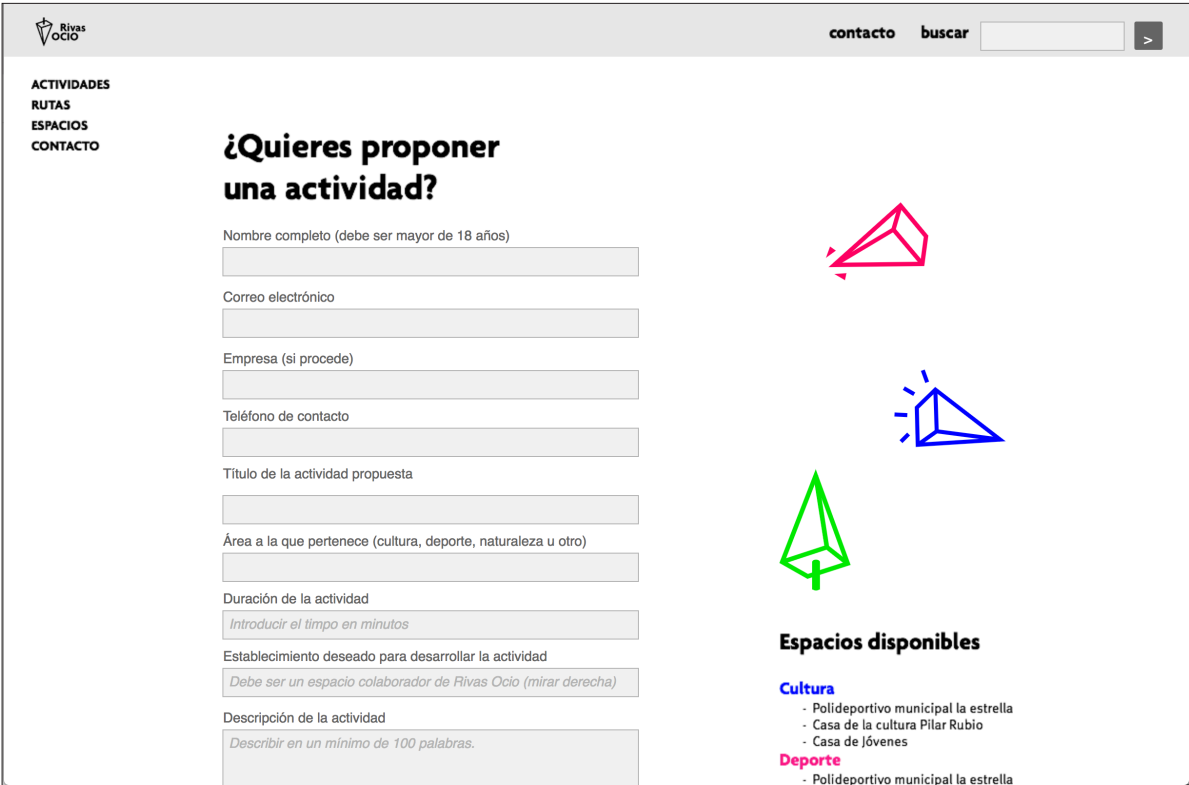 Rivas
ocio
contacto
buscar
>
ACTIVIDADES
RUTAS
ESPACIOS
CONTACTO
¿Quieres proponer
una actividad?
Nombre completo (debe ser mayor de 18 años)
Correo electrónico
Empresa (si procede)
Teléfono de contacto
Título de la actividad propuesta
Área a la que pertenece (cultura, deporte, naturaleza u otro)
Duración de la actividad
Introducir el timpo en minutos
Establecimiento deseado para desarrollar la actividad
Debe ser un espacio colaborador de Rivas Ocio (mirar derecha)
Descripción de la actividad
Describir en un mínimo de 100 palabras.
Espacios disponibles
Cultura
- Polideportivo municipal la estrella
- Casa de la cultura Pilar Rubio
- Casa de Jóvenes
Deporte
- Polideportivo municipal la estrella